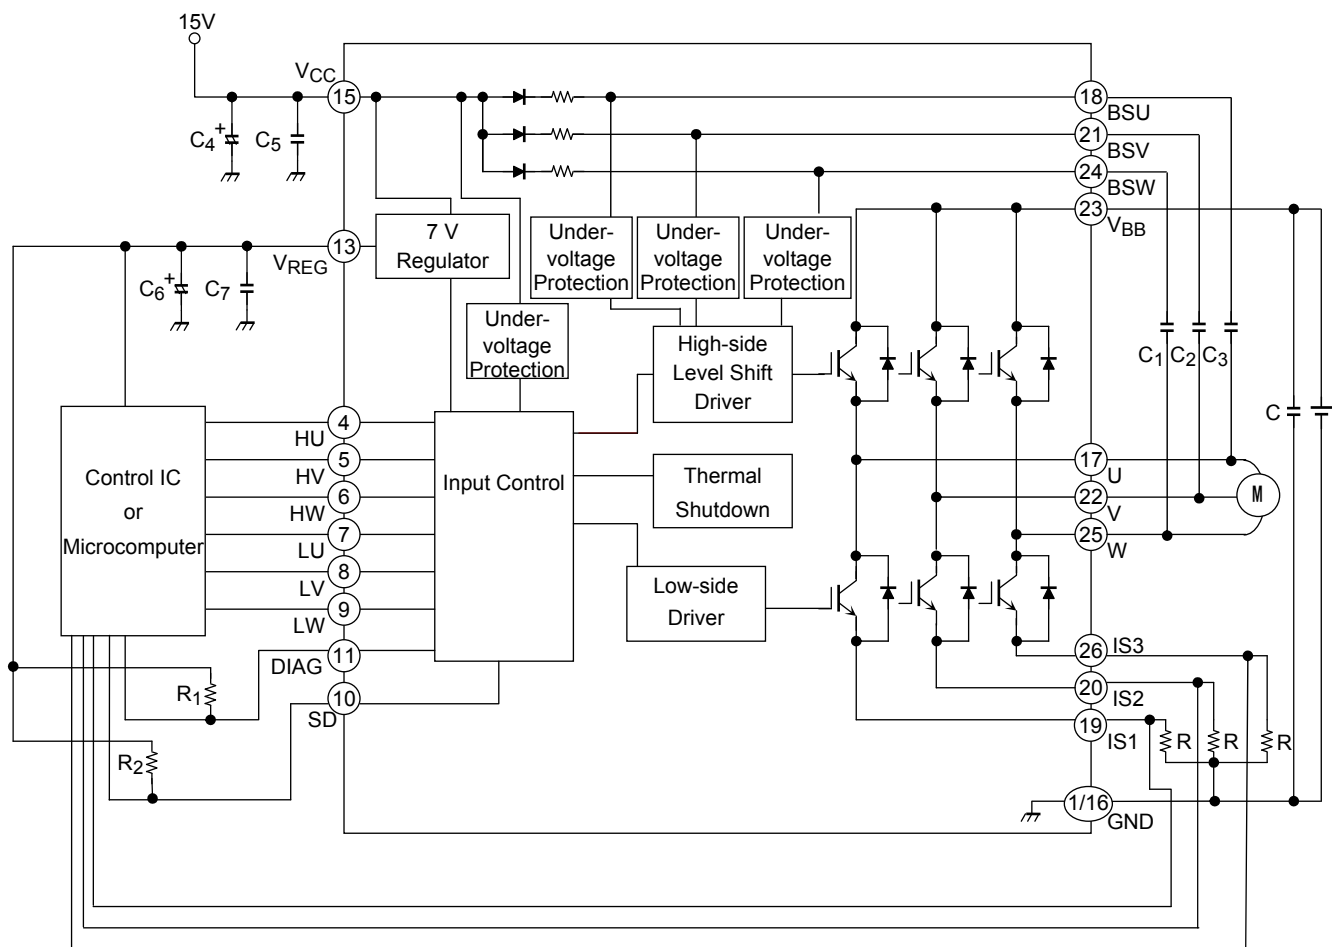 15V
VCC
15
C4
+
C5
18
BSU
21
BSV
24
BSW
23
VBB
13
VREG
C6
+
C7
7 V
Regulator
Under-
voltage
Protection
Under-
voltage
Protection
Under-
voltage
Protection
Under-
voltage
Protection
High-side
Level Shift
Driver
C1
C2
C3
C
Control IC
or
Microcomputer
4
HU
5
HV
6
HW
7
LU
8
LV
9
LW
11
DIAG
10
SD
Input Control
Thermal
Shutdown
Low-side
Driver
17
U
22
V
25
W
M
26
IS3
20
IS2
19
IS1
R
R
R
R1
R2
1/16
GND